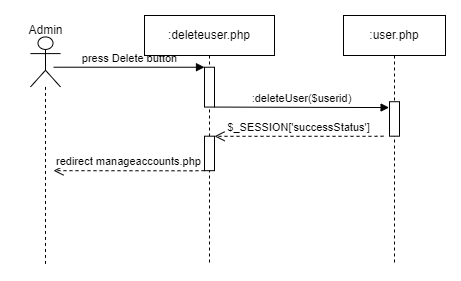 Admin
:deleteuser.php
:user.php
press Delete button
:deleteUser($userid)
$_SESSION['successStatus']
redirect manageaccounts.php